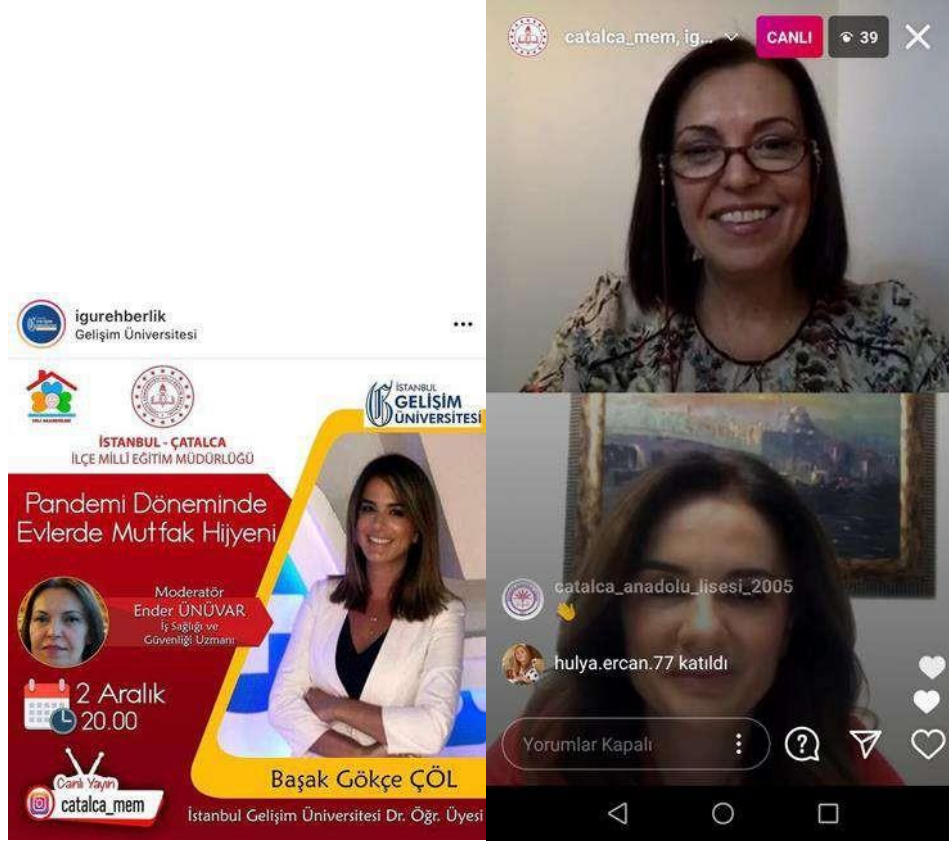 igurehberlik
Gelişim Üniversitesi
İSTANBUL
GELİŞİM
ÜNİVERSİTESİ
İSTANBUL - ÇATALCA
İLÇE MİLLİ EĞİTİM MÜDÜRLÜĞÜ
Pandemi Döneminde
Evlerde Mutfak Hijyeni
Moderatör
Ender ÜNÜVAR
İş Sağlığı ve
Güvenliği Uzmanı
2 Aralık
20.00
Canlı Yayın
catalca_mem
Başak Gökçe ÇÖL
İstanbul Gelişim Üniversitesi Dr. Öğr. Üyesi
catalca_mem, ig...
CANLI
39
catalca_anadolu_lisesi_2005
👋
hulya.ercan.77 katıldı
Yorumlar Kapalı